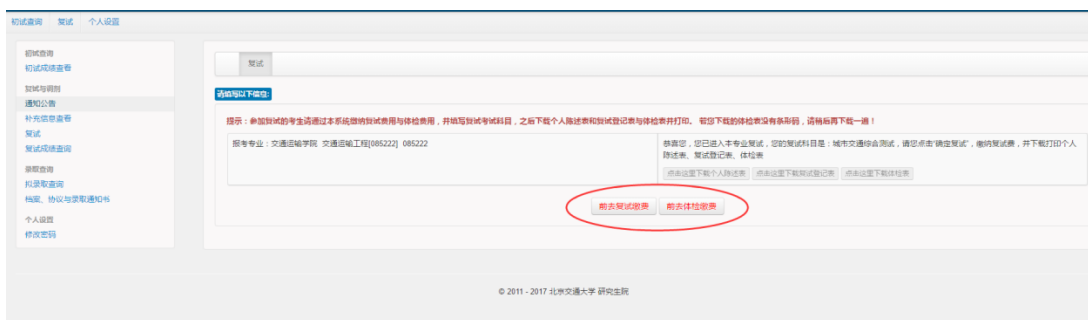 初试查询 复试 个人设置
初试查询
初试成绩查看
复试与调剂
通知公告
补充信息查看
复试
复试成绩查询
录取查询
拟录取查询
档案、协议与录取通知书
个人设置
修改密码
复试
请填写以下信息:
提示：参加复试的考生请通过本系统缴纳复试费用与体检费用，并填写复试考试科目，之后下载个人陈述表和复试登记表与体检表并打印。 若您下载的体检表没有条形码，请稍后再下载一遍！
报考专业：交通运输学院 交通运输工程[085222] 085222
恭喜您，您已进入本专业复试，您的复试科目是：城市交通综合测试，请您点击"确定复试"，缴纳复试费，并下载打印个人
陈述表、复试登记表、体检表
点击这里下载个人陈述表 点击这里下载复试登记表 点击这里下载体检表
前去复试缴费 前去体检缴费
© 2011 - 2017 北京交通大学 研究生院